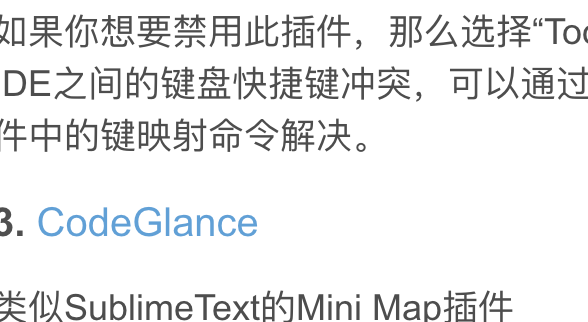 如果你想要禁用此插件，那么选择“Too
IDE之间的键盘快捷键冲突，可以通过
件中的键映射命令解决。
3. CodeGlance
类似SublimeText的Mini Map插件